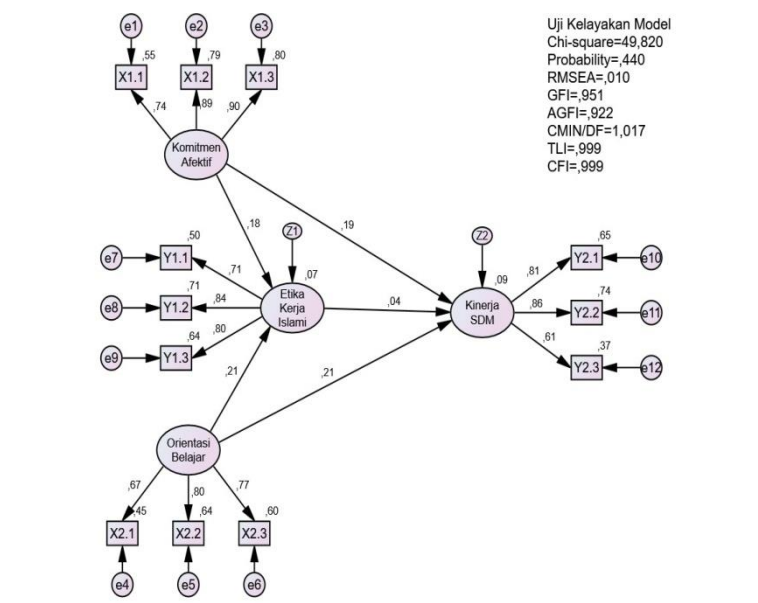 Uji Kelayakan Model
Chi-square=49,820
Probability=,440
RMSEA=,010
GFI=,951
AGFI=,922
CMIN/DF=1,017
TLI=,999
CFI=,999
e1
e2
e3
,55
,79
,80
X1.1
X1.2
X1.3
,74
,89
,90
Komitmen
Afektif
,18
,19
Z1
Z2
e7
,50
Y1.1
,71
,07
,09
,65
Y2.1
e10
,81
e8
,71
Y1.2
,84
Etika
Kerja
Islami
,04
Kinerja
SDM
,86
,74
Y2.2
e11
e9
,64
Y1.3
,80
,61
,37
Y2.3
e12
,21
,21
Orientasi
Belajar
,67
,80
,77
,45
,64
,60
X2.1
X2.2
X2.3
e4
e5
e6